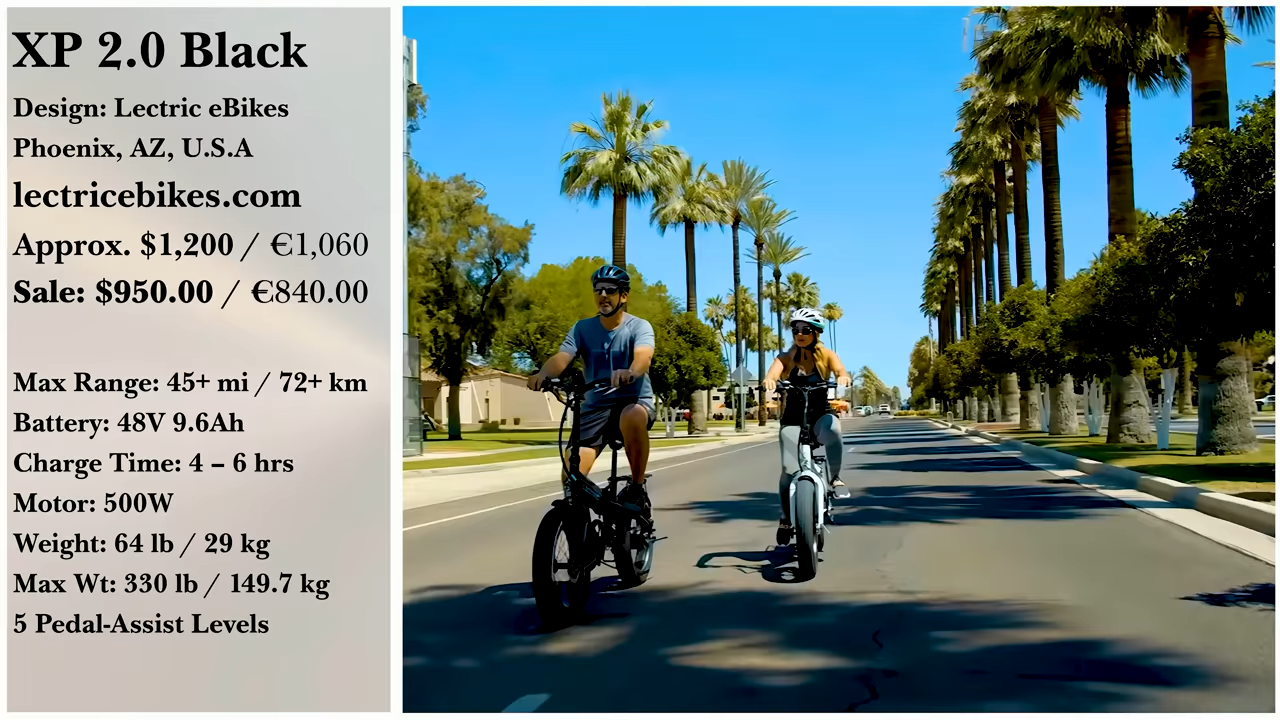 XP 2.0 Black
Design: Lectric eBikes
Phoenix, AZ, U.S.A
lectricebikes.com
Approx. $1,200 / €1,060
Sale: $950.00 / €840.00
Max Range: 45+ mi / 72+ km
Battery: 48V 9.6Ah
Charge Time: 4 – 6 hrs
Motor: 500W
Weight: 64 lb / 29 kg
Max Wt: 330 lb / 149.7 kg
5 Pedal-Assist Levels